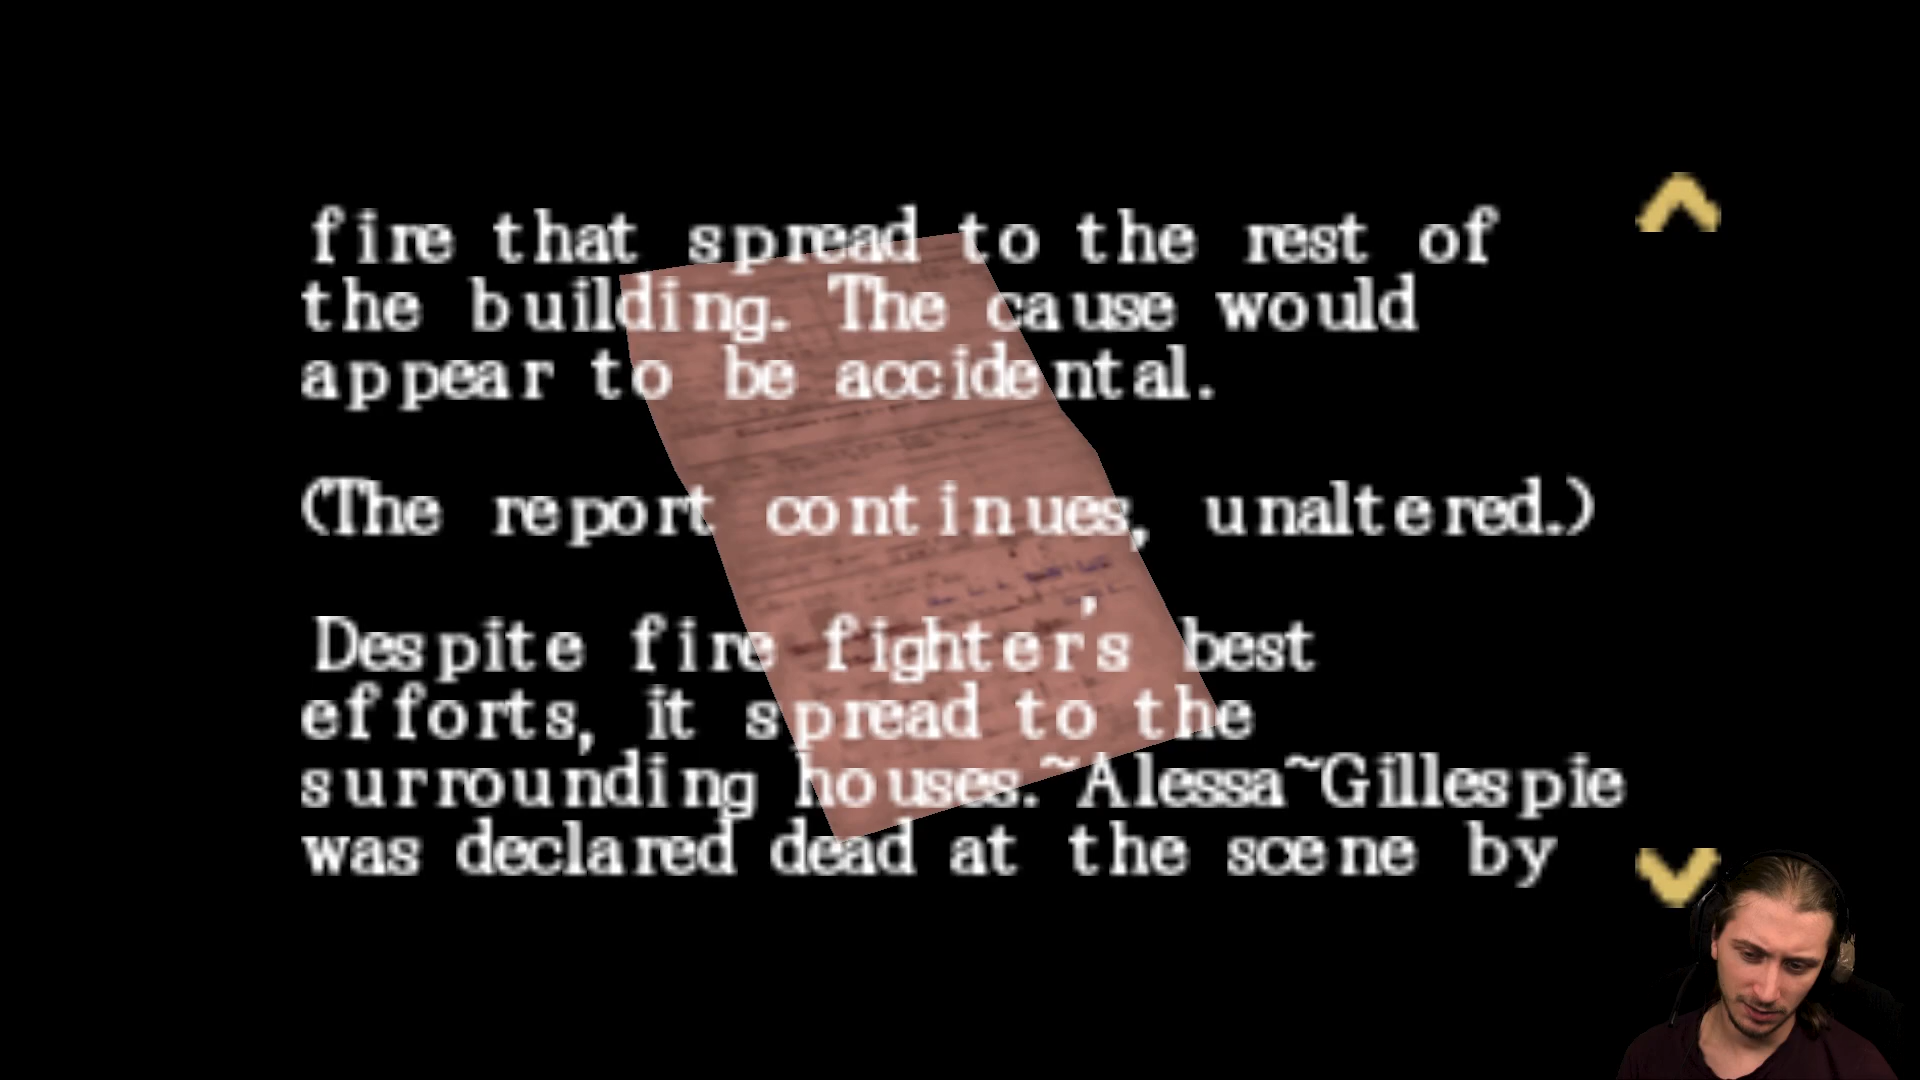 fire that spread to the rest of
the building. The cause would
appear to be accidental.
(The report continues, unaltered.)
Despite fire fighter's best
efforts, it spread to the
surrounding houses.~Alessa~Gillespie
was declared dead at the scene by